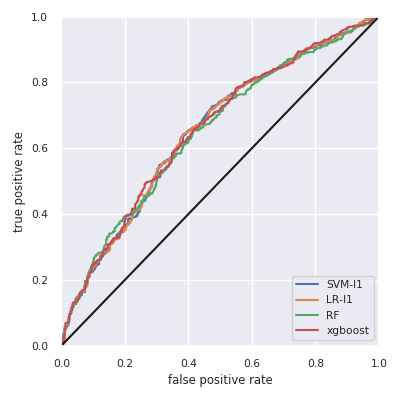 1.0
0.8
0.6
0.4
0.2
0.0
true positive rate
SVM-l1
LR-l1
RF
xgboost
0.0 0.2 0.4 0.6 0.8 1.0
false positive rate